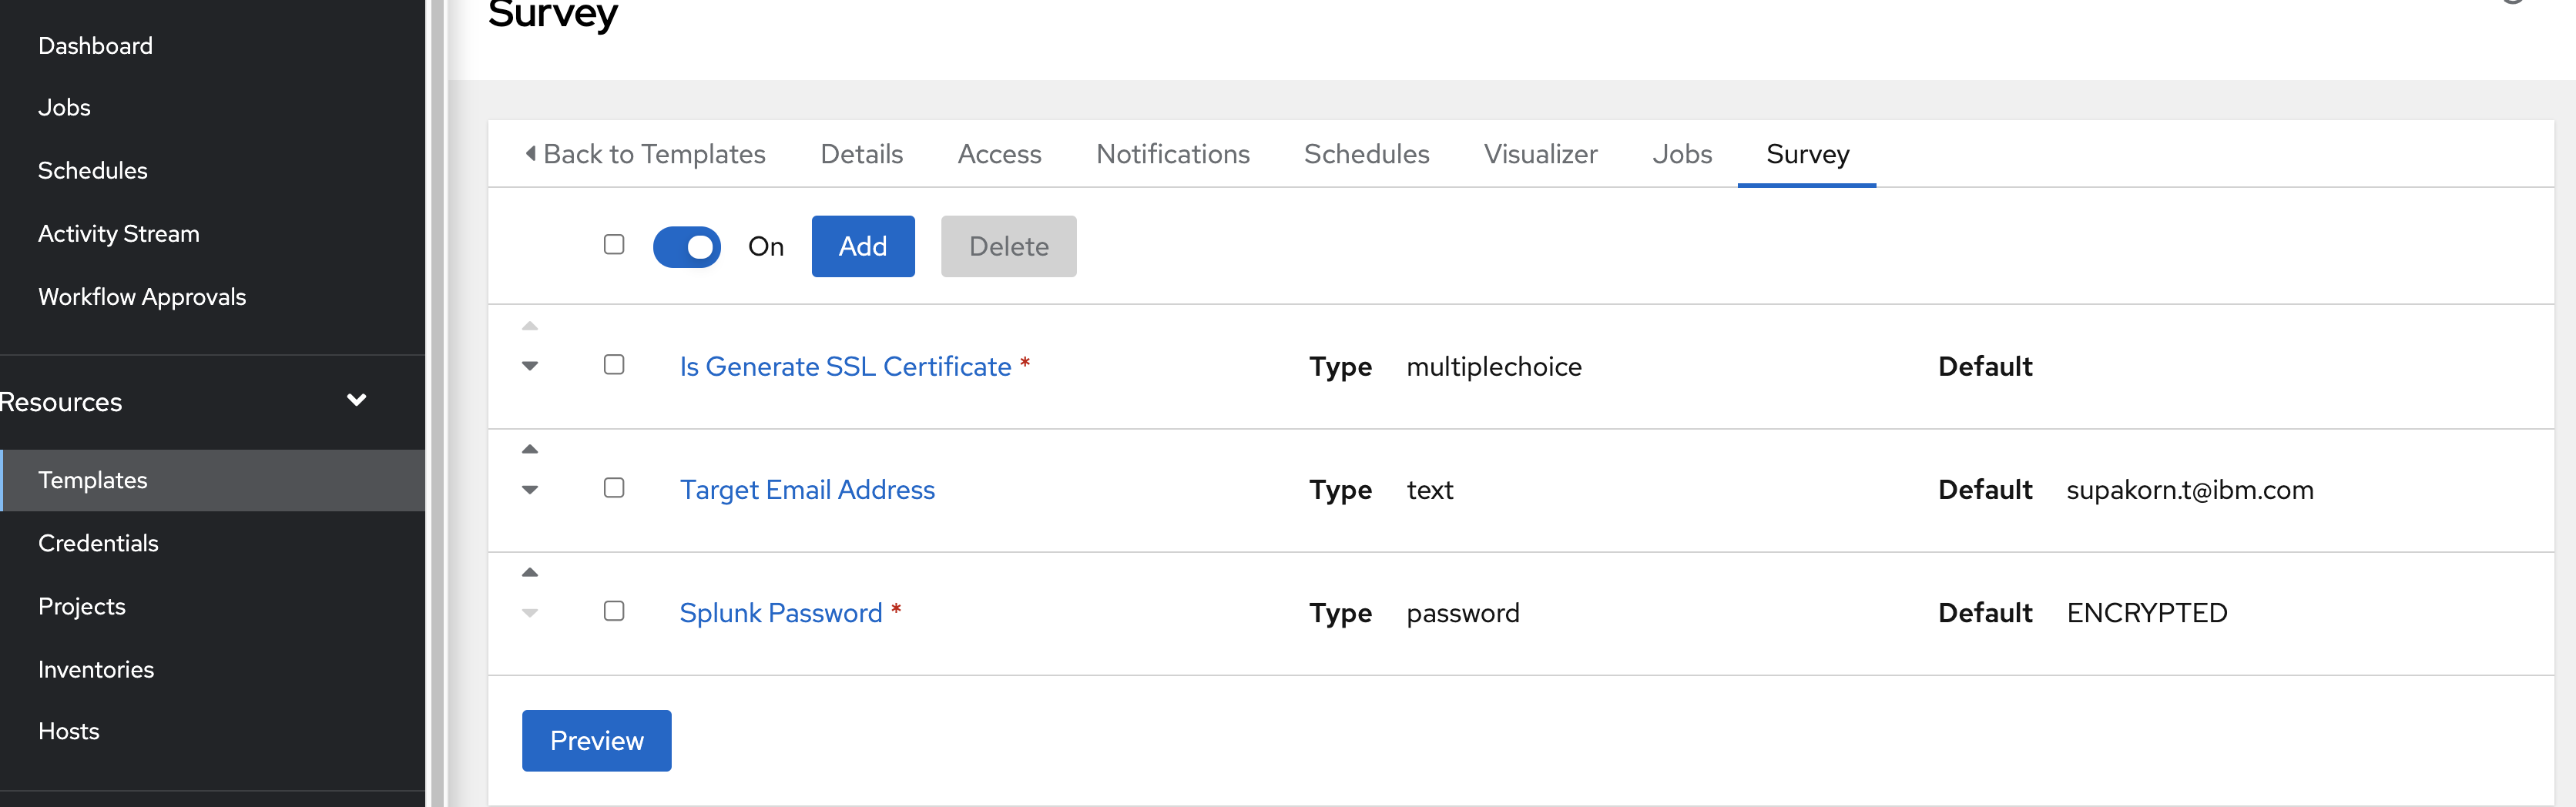 Dashboard
Jobs
Schedules
Activity Stream
Workflow Approvals
Resources
Templates
Credentials
Projects
Inventories
Hosts
Survey
Back to Templates Details Access Notifications Schedules Visualizer Jobs Survey
On Add Delete
Is Generate SSL Certificate * Type multiplechoice Default
Target Email Address Type text Default supakorn.t@ibm.com
Splunk Password * Type password Default ENCRYPTED
Preview